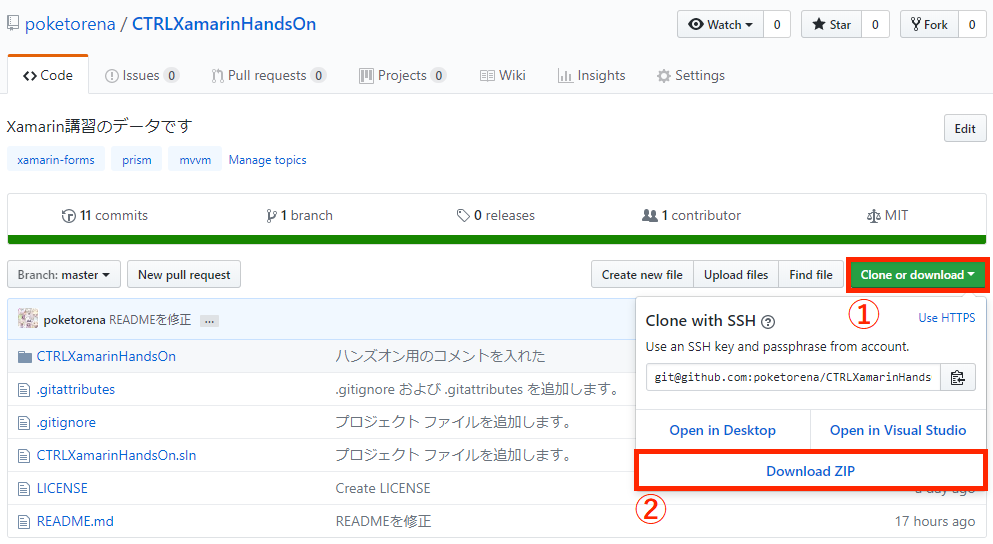 poketorena / CTRLXamarinHandsOn
Watch 0 Star 0 Fork 0
Code Issues 0 Pull requests 0 Projects 0 Wiki Insights Settings
Xamarin講習のデータです
Edit
xamarin-forms prism mvvm Manage topics
11 commits 1 branch 0 releases 1 contributor MIT
Branch: master New pull request Create new file Upload files Find file Clone or download
①
poketorena READMEを修正 ...
Clone with SSH ? Use HTTPS
Use an SSH key and passphrase from account.
CTRLXamarinHandsOn ハンズオン用のコメントを入れた
git@github.com:poketorena/CTRLXamarinHands
.gitattributes .gitignore および .gitattributes を追加します。
.gitignore プロジェクト ファイルを追加します。
Open in Desktop Open in Visual Studio
CTRLXamarinHandsOn.sln プロジェクト ファイルを追加します。
Download ZIP
LICENSE Create LICENSE a day ago
②
README.md READMEを修正 17 hours ago